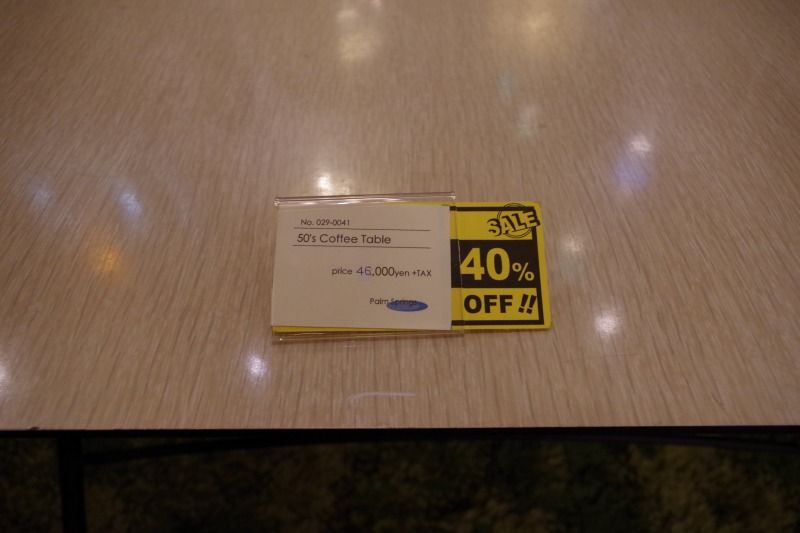 No. 029-0041
50's Coffee Table
price 46,000yen +TAX
Palm Springs
SALE
40%
OFF!!